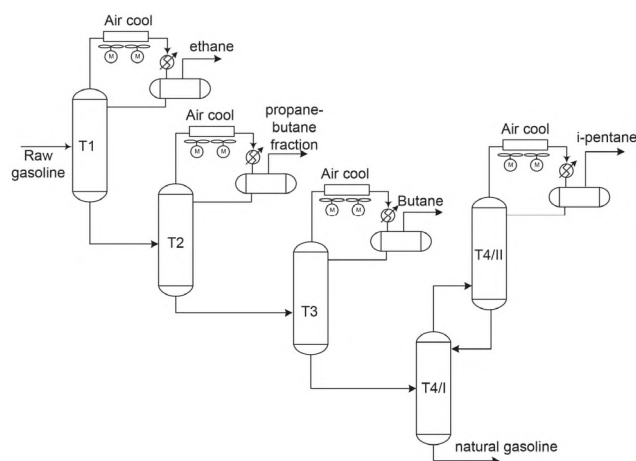 Air cool
M M
ethane
T1
Raw
gasoline
Air cool
M M
propane-
butane
fraction
T2
Air cool
M M
Butane
T3
Air cool
M M
i-pentane
T4/II
T4/I
natural gasoline